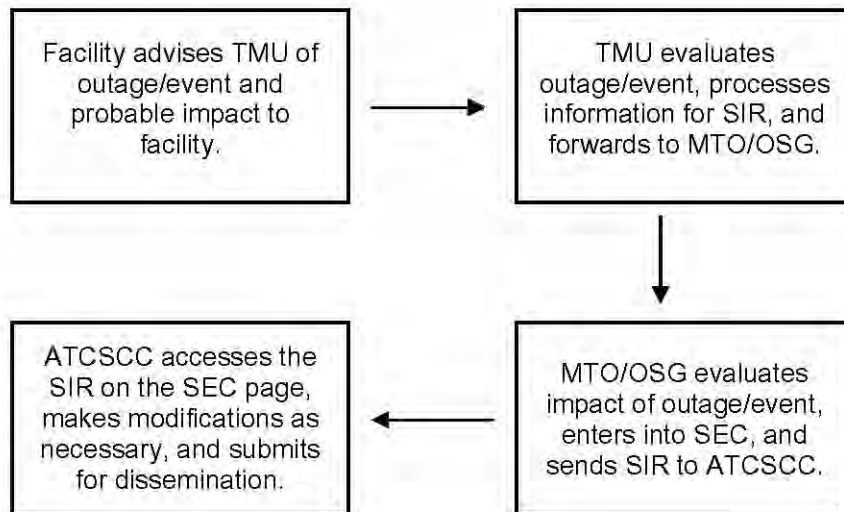 Facility advises TMU of
outage/event and
probable impact to
facility.
TMU evaluates
outage/event, processes
information for SIR, and
forwards to MTO/OSG.
MTO/OSG evaluates
impact of outage/event,
enters into SEC, and
sends SIR to ATCSCC.
ATCSCC accesses the
SIR on the SEC page,
makes modifications as
necessary, and submits
for dissemination.